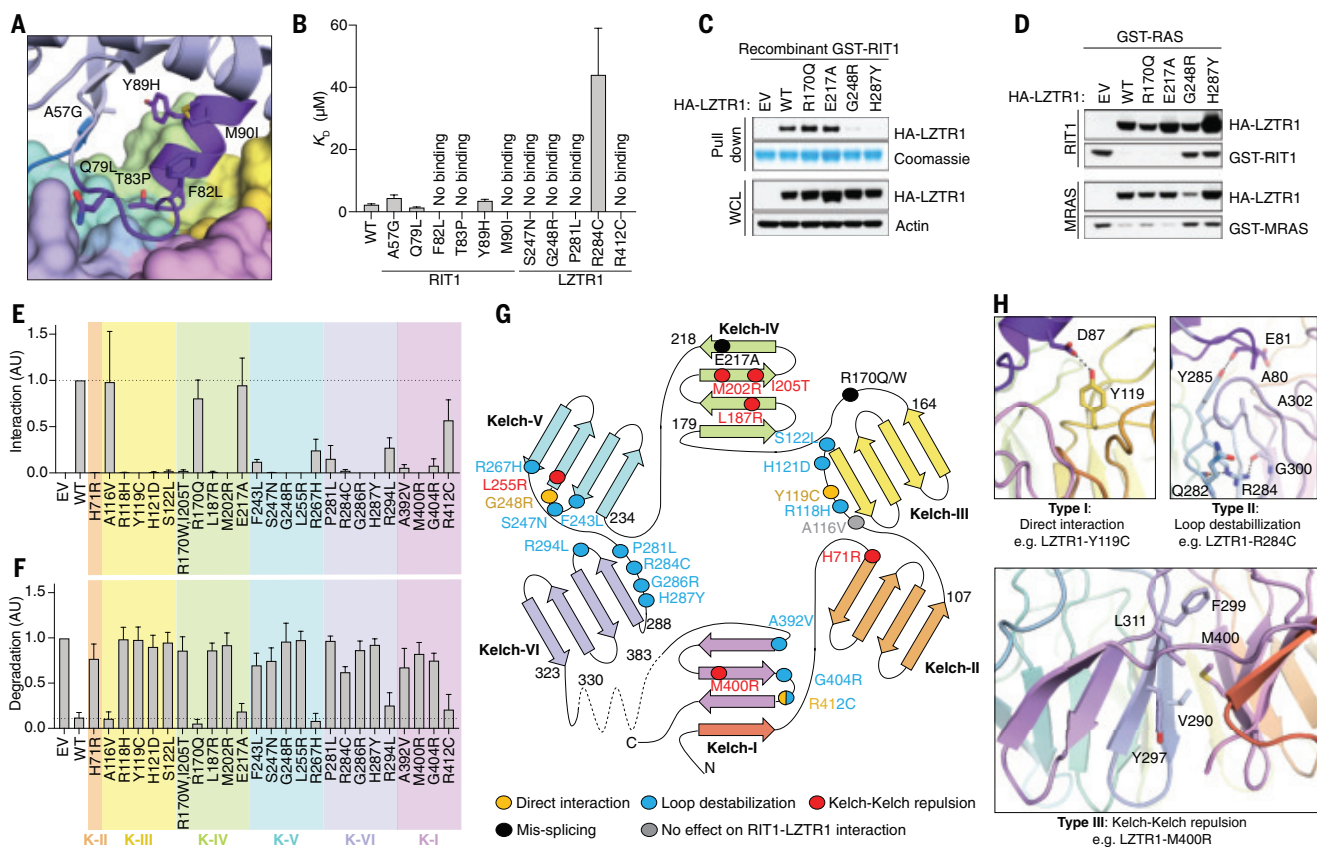 A
Y89H
A57G
M90I
Q79L
T83P
F82L
B
60
40
20
0
K_D (μM)
No binding
No binding
No binding
No binding
No binding
No binding
No binding
WT
A57G
Q79L
F82L
T83P
Y89H
M90I
S247N
G248R
P281L
R284C
R412C
RIT1
LZTR1
C
Recombinant GST-RIT1
HA-LZTR1:
EV
WT
R170Q
E217A
G248R
H287Y
Pull down
HA-LZTR1
Coomassie
WCL
HA-LZTR1
Actin
D
GST-RAS
HA-LZTR1:
EV
WT
R170Q
E217A
G248R
H287Y
RIT1
HA-LZTR1
GST-RIT1
MRAS
HA-LZTR1
GST-MRAS
E
Interaction (AU)
1.5
1.0
0.5
0.0
EV
WT
H71R
A116V
R118H
Y119C
H121D
S122L
R170W,I205T
R170Q
L187R
M202R
E217A
F243L
S247N
G248R
L255R
R267H
P281L
R284C
G286R
H287Y
R294L
A392V
M400R
G404R
R412C
F
Degradation (AU)
1.5
1.0
0.5
0.0
EV
WT
H71R
A116V
R118H
Y119C
H121D
S122L
R170W,I205T
R170Q
L187R
M202R
E217A
F243L
S247N
G248R
L255R
R267H
P281L
R284C
G286R
H287Y
R294L
A392V
M400R
G404R
R412C
K-II K-III K-IV K-V K-VI K-I
G
Kelch-IV
218
E217A
M202R
I205T
L187R
179
R170Q/W
164
Kelch-V
S122L
H121D
Y119C
R118H
A116V
Kelch-III
R267H
L255R
G248R
S247N
F243L
234
R294L
P281L
R284C
G286R
H287Y
288
Kelch-VI
323
330
383
H71R
107
Kelch-II
A392V
M400R
G404R
R412C
Kelch-I
C
N
Direct interaction
Loop destabilization
Kelch-Kelch repulsion
Mis-splicing
No effect on RIT1-LZTR1 interaction
H
D87
Y119
Type I:
Direct interaction
e.g. LZTR1-Y119C
E81
Y285
A80
A302
G300
Q282
R284
Type II:
Loop destabillization
e.g. LZTR1-R284C
F299
L311
M400
V290
Y297
Type III: Kelch-Kelch repulsion
e.g. LZTR1-M400R